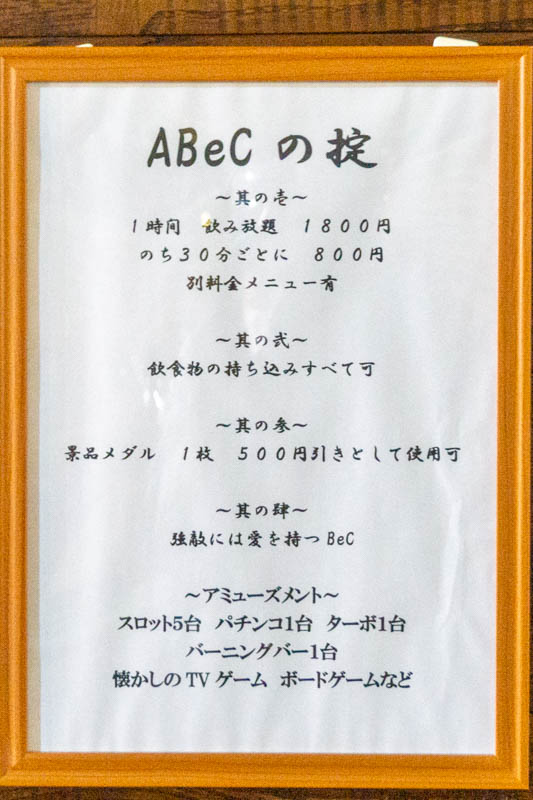 ABeCの掟
～其の壱～
１時間　飲み放題　１８００円
のち３０分ごとに　８００円
別料金メニュー有
～其の弐～
飲食物の持ち込みすべて可
～其の参～
景品メダル　１枚　５００円引きとして使用可
～其の肆～
強敵には愛を持つBeC
～アミューズメント～
スロット5台　パチンコ1台　ターボ1台
バーニングバー1台
懐かしのTVゲーム　ボードゲームなど